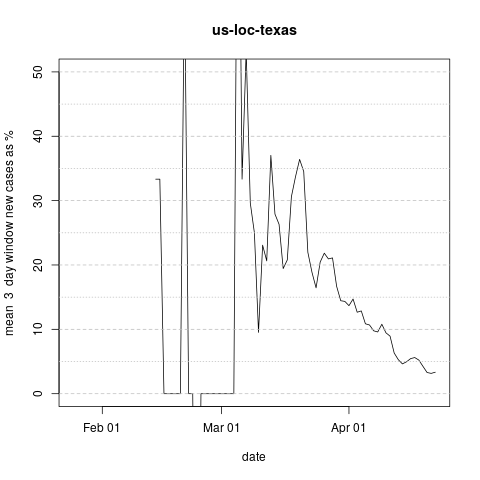 us-loc-texas
mean 3 day window new cases as %
50
40
30
20
10
0
Feb 01
Mar 01
Apr 01
date